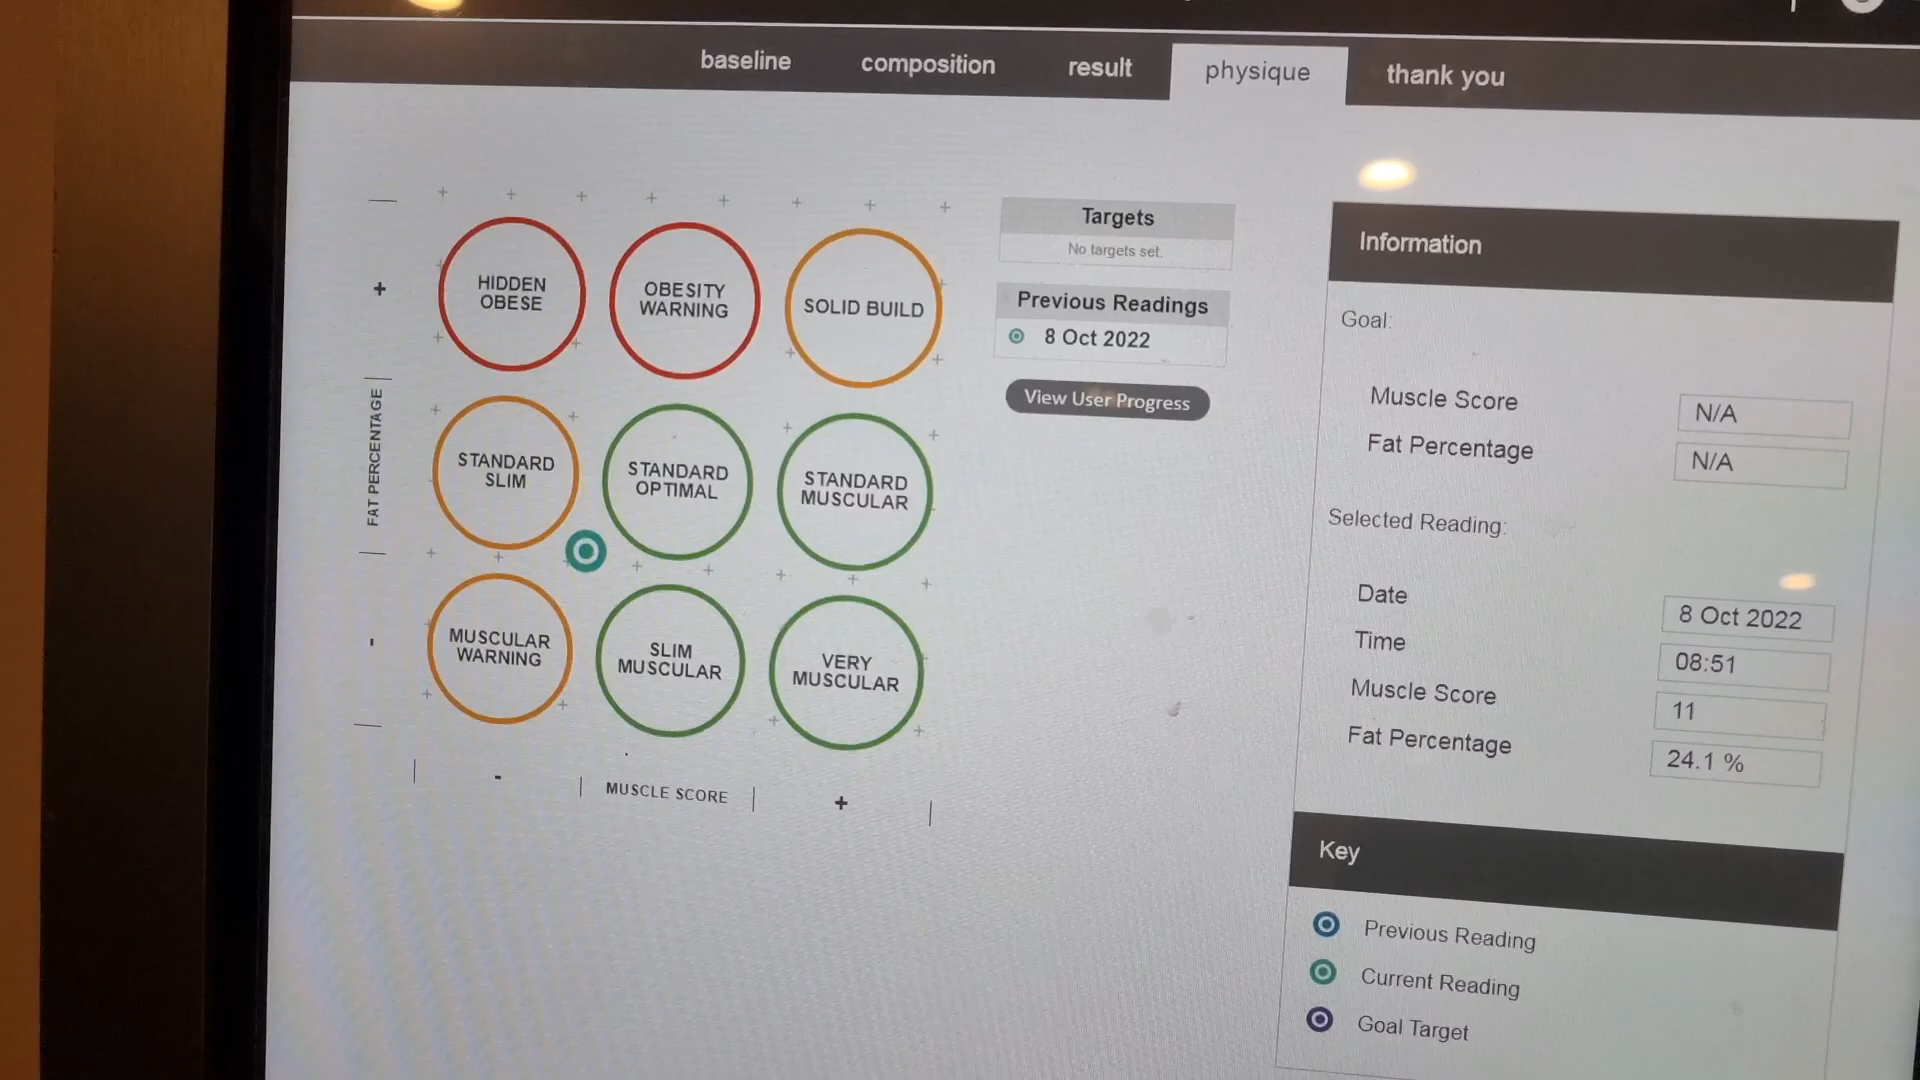 baseline
composition
result
physique
thank you
HIDDEN
OBESE
OBESITY
WARNING
SOLID BUILD
STANDARD
SLIM
STANDARD
OPTIMAL
STANDARD
MUSCULAR
MUSCULAR
WARNING
SLIM
MUSCULAR
VERY
MUSCULAR
+
FAT PERCENTAGE
-
-
MUSCLE SCORE
+
Targets
No targets set.
Previous Readings
8 Oct 2022
View User Progress
Information
Goal:
Muscle Score N/A
Fat Percentage N/A
Selected Reading:
Date 8 Oct 2022
Time 08:51
Muscle Score 11
Fat Percentage 24.1 %
Key
Previous Reading
Current Reading
Goal Target